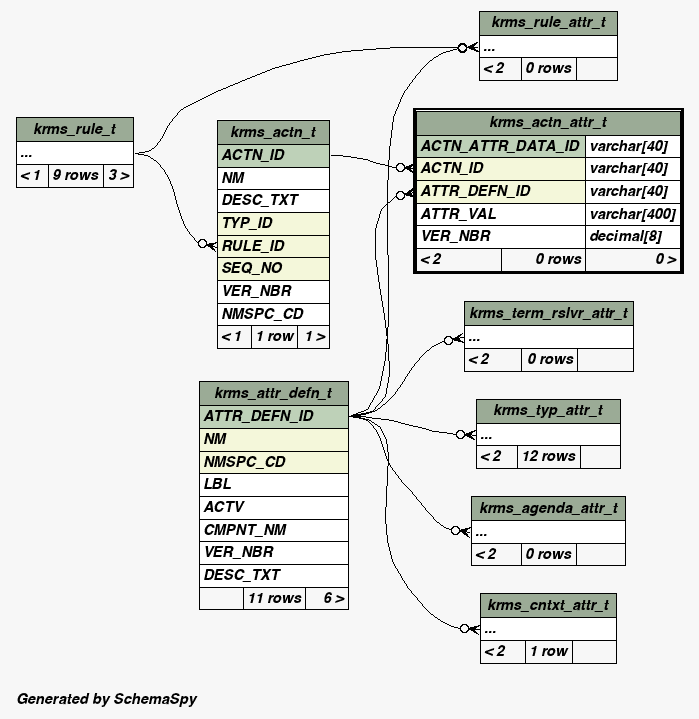 krms_rule_attr_t
...
< 2 0 rows
krms_rule_t
...
< 1 9 rows 3 >
krms_actn_t
ACTN_ID
NM
DESC_TXT
TYP_ID
RULE_ID
SEQ_NO
VER_NBR
NMSPC_CD
< 1 1 row 1 >
krms_actn_attr_t
ACTN_ATTR_DATA_ID varchar[40]
ACTN_ID varchar[40]
ATTR_DEFN_ID varchar[40]
ATTR_VAL varchar[400]
VER_NBR decimal[8]
< 2 0 rows 0 >
krms_term_rslvr_attr_t
...
< 2 0 rows
krms_attr_defn_t
ATTR_DEFN_ID
NM
NMSPC_CD
LBL
ACTV
CMPNT_NM
VER_NBR
DESC_TXT
11 rows 6 >
krms_typ_attr_t
...
< 2 12 rows
krms_agenda_attr_t
...
< 2 0 rows
krms_cntxt_attr_t
...
< 2 1 row
Generated by SchemaSpy